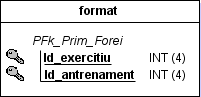 format
PFk_Prim_Forei
Id_exercitiu INT (4)
Id_antrenament INT (4)